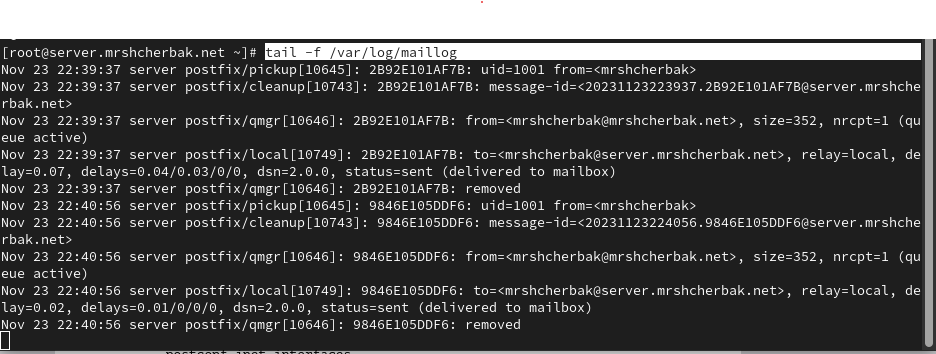 [root@server.mrshcherbak.net ~]# tail -f /var/log/maillog
Nov 23 22:39:37 server postfix/pickup[10645]: 2B92E101AF7B: uid=1001 from=<mrshcherbak>
Nov 23 22:39:37 server postfix/cleanup[10743]: 2B92E101AF7B: message-id=<20231123223937.2B92E101AF7B@server.mrshche
rbak.net>
Nov 23 22:39:37 server postfix/qmgr[10646]: 2B92E101AF7B: from=<mrshcherbak@mrshcherbak.net>, size=352, nrcpt=1 (qu
eue active)
Nov 23 22:39:37 server postfix/local[10749]: 2B92E101AF7B: to=<mrshcherbak@server.mrshcherbak.net>, relay=local, de
lay=0.07, delays=0.04/0.03/0/0, dsn=2.0.0, status=sent (delivered to mailbox)
Nov 23 22:39:37 server postfix/qmgr[10646]: 2B92E101AF7B: removed
Nov 23 22:40:56 server postfix/pickup[10645]: 9846E105DDF6: uid=1001 from=<mrshcherbak>
Nov 23 22:40:56 server postfix/cleanup[10743]: 9846E105DDF6: message-id=<20231123224056.9846E105DDF6@server.mrshche
rbak.net>
Nov 23 22:40:56 server postfix/qmgr[10646]: 9846E105DDF6: from=<mrshcherbak@mrshcherbak.net>, size=352, nrcpt=1 (qu
eue active)
Nov 23 22:40:56 server postfix/local[10749]: 9846E105DDF6: to=<mrshcherbak@server.mrshcherbak.net>, relay=local, de
lay=0.02, delays=0.01/0/0/0, dsn=2.0.0, status=sent (delivered to mailbox)
Nov 23 22:40:56 server postfix/qmgr[10646]: 9846E105DDF6: removed